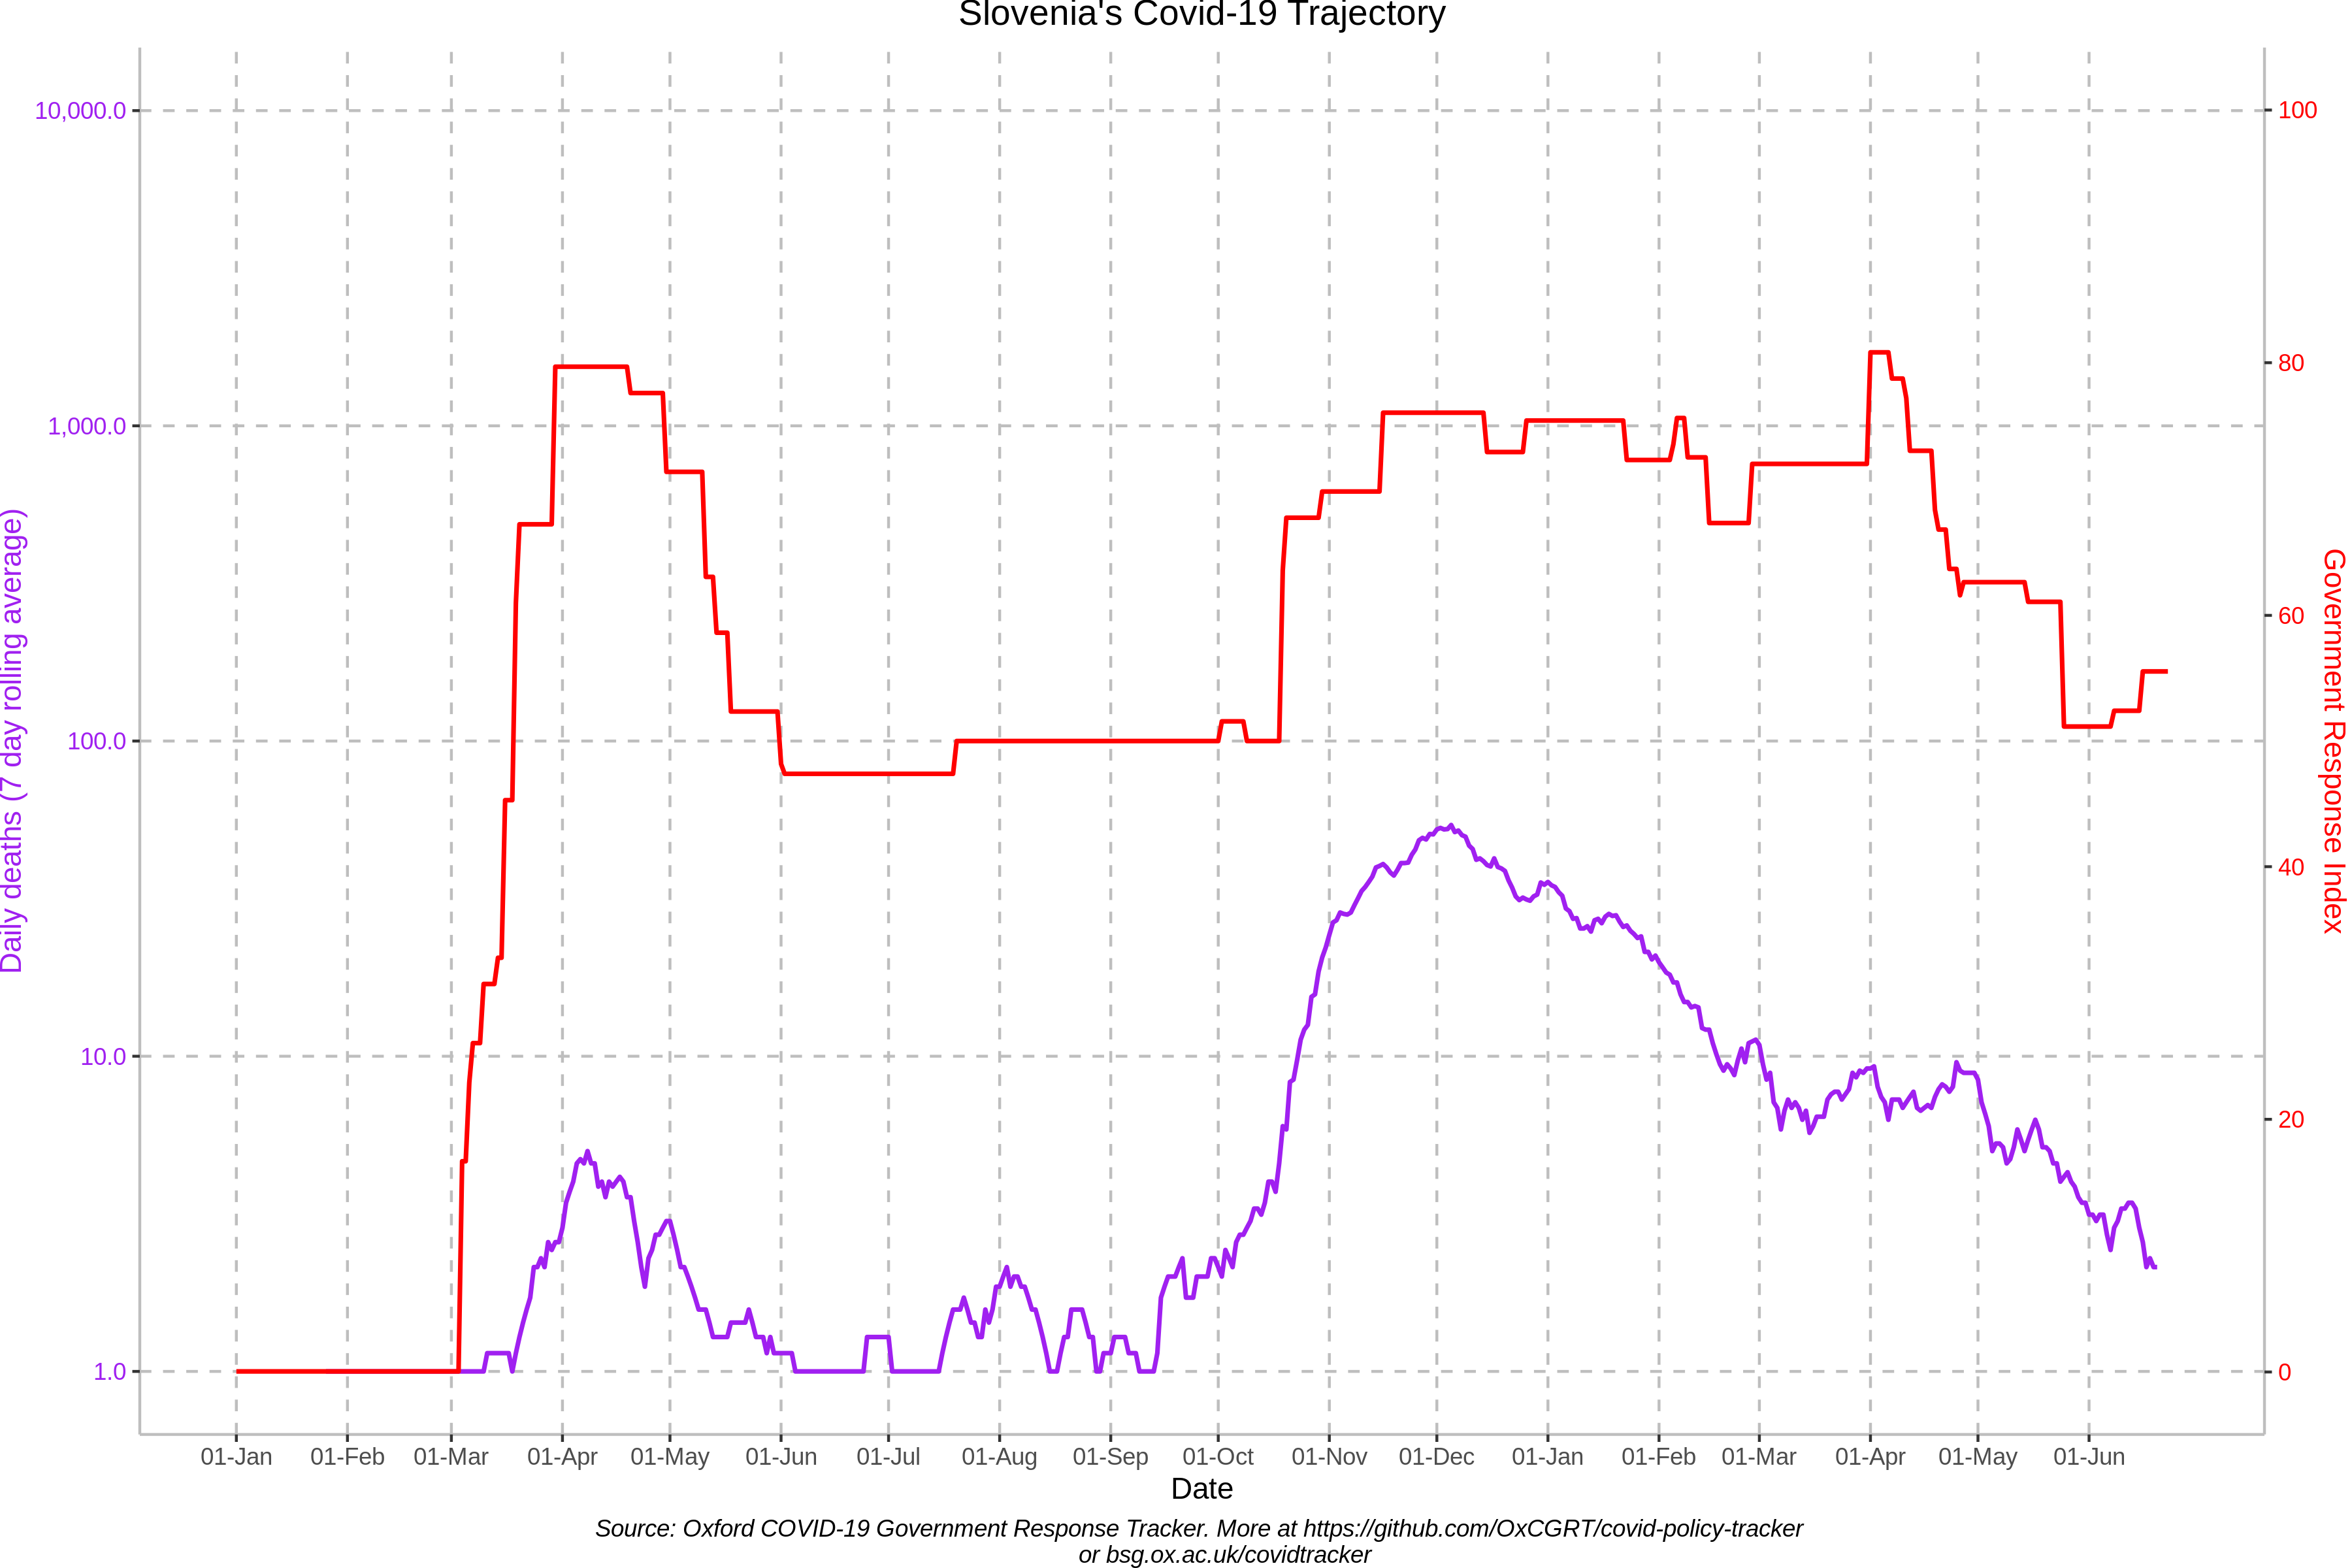 Slovenia's Covid-19 Trajectory
10,000.0
1,000.0
100.0
10.0
1.0
Daily deaths (7 day rolling average)
100
80
60
40
20
0
Government Response Index
01-Jan 01-Feb 01-Mar 01-Apr 01-May 01-Jun 01-Jul 01-Aug 01-Sep 01-Oct 01-Nov 01-Dec 01-Jan 01-Feb 01-Mar 01-Apr 01-May 01-Jun
Date
Source: Oxford COVID-19 Government Response Tracker. More at https://github.com/OxCGRT/covid-policy-tracker
or bsg.ox.ac.uk/covidtracker